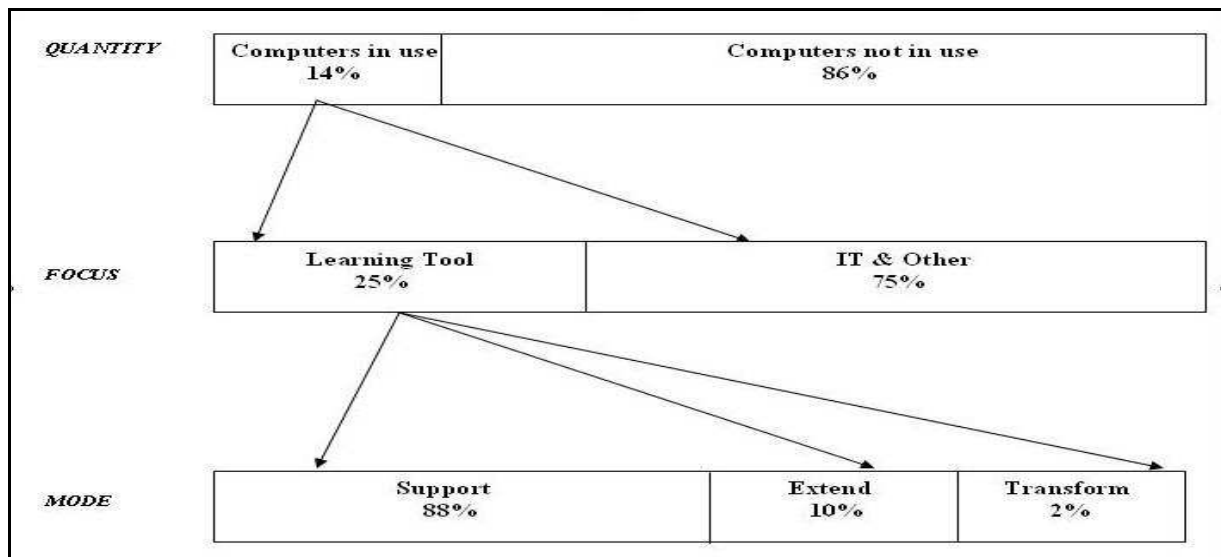 QUANTITY
Computers in use
14%
Computers not in use
86%
FOCUS
Learning Tool
25%
IT & Other
75%
MODE
Support
88%
Extend
10%
Transform
2%